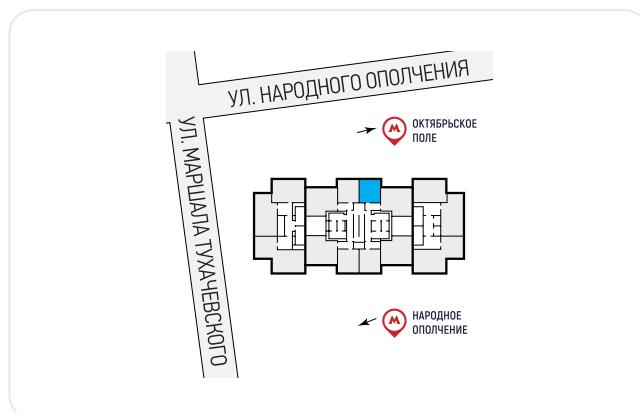 УЛ. НАРОДНОГО ОПОЛЧЕНИЯ
УЛ. МАРШАЛА ТУХАЧЕВСКОГО
ОКТЯБРЬСКОЕ
ПОЛЕ
НАРОДНОЕ
ОПОЛЧЕНИЕ